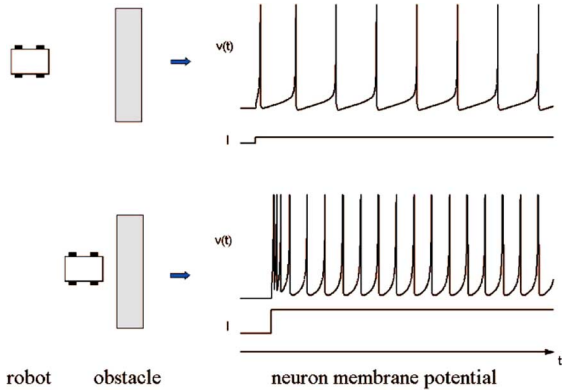 v(t)
I
v(t)
I
t
robot obstacle neuron membrane potential